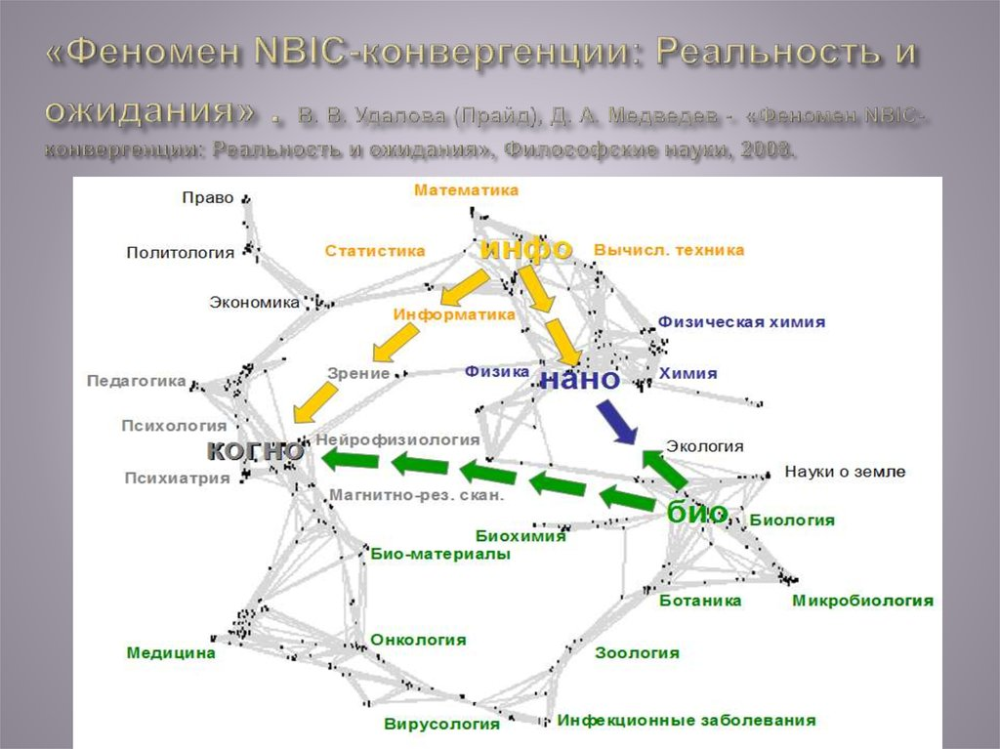 «Феномен NBIC-конвергенции: Реальность и
ожидания» . В. В. Удалова (Прайд), Д. А. Медведев - «Феномен NBIC-
конвергенции: Реальность и ожидания», Философские науки, 2008.
Право
Математика
Политология
Статистика
инфо
Вычисл. техника
Экономика
Информатика
Физическая химия
Педагогика
Зрение
Физика
нано
Химия
Психология
когно
Нейрофизиология
Экология
Психиатрия
Науки о земле
Магнитно-рез. скан.
био
Биология
Биохимия
Био-материалы
Ботаника
Микробиология
Медицина
Онкология
Зоология
Вирусология
Инфекционные заболевания